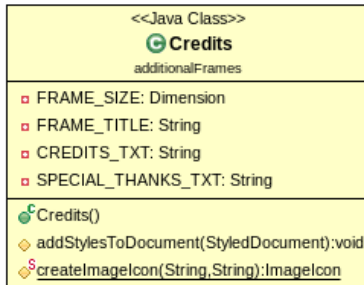 <<Java Class>>
Credits
additionalFrames
FRAME_SIZE: Dimension
FRAME_TITLE: String
CREDITS_TXT: String
SPECIAL_THANKS_TXT: String
Credits()
addStylesToDocument(StyledDocument):void
createImageIcon(String,String):ImageIcon